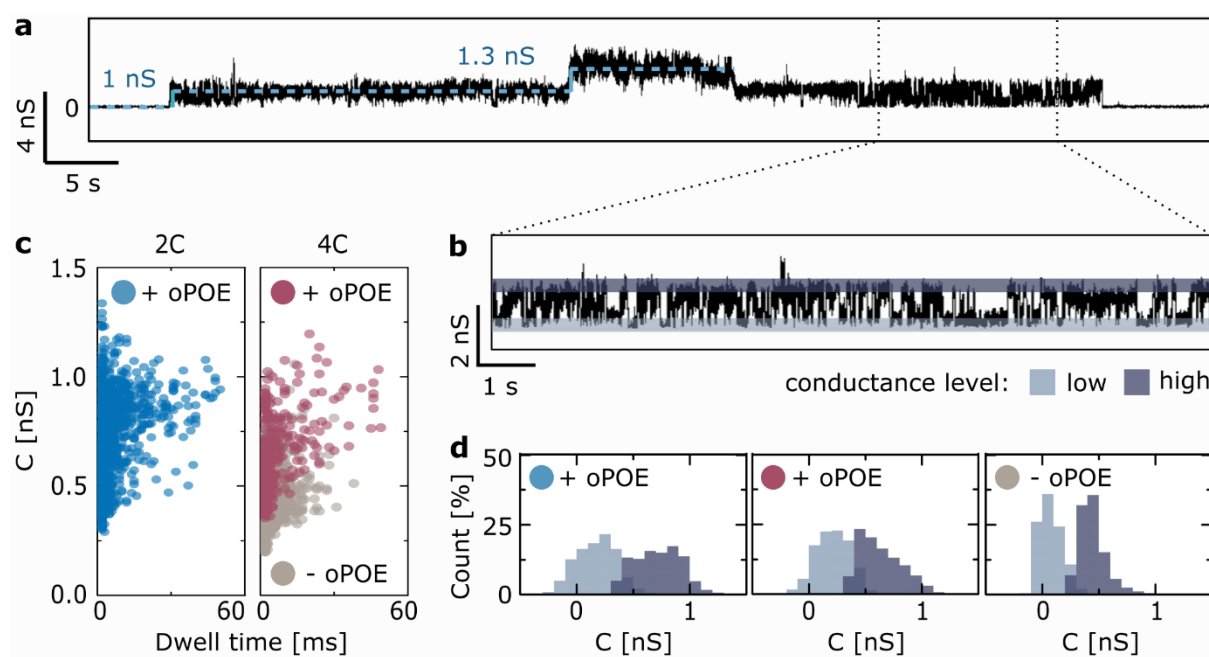 a
1 nS
1.3 nS
4 nS
0
5 s
c
2C
4C
1.5
1.0
0.5
0.0
C [nS]
+ oPOE
+ oPOE
- oPOE
0
60
0
60
Dwell time [ms]
b
2 nS
1 s
conductance level:
low
high
d
50
25
0
Count [%]
+ oPOE
+ oPOE
- oPOE
0
1
0
1
0
1
C [nS]
C [nS]
C [nS]